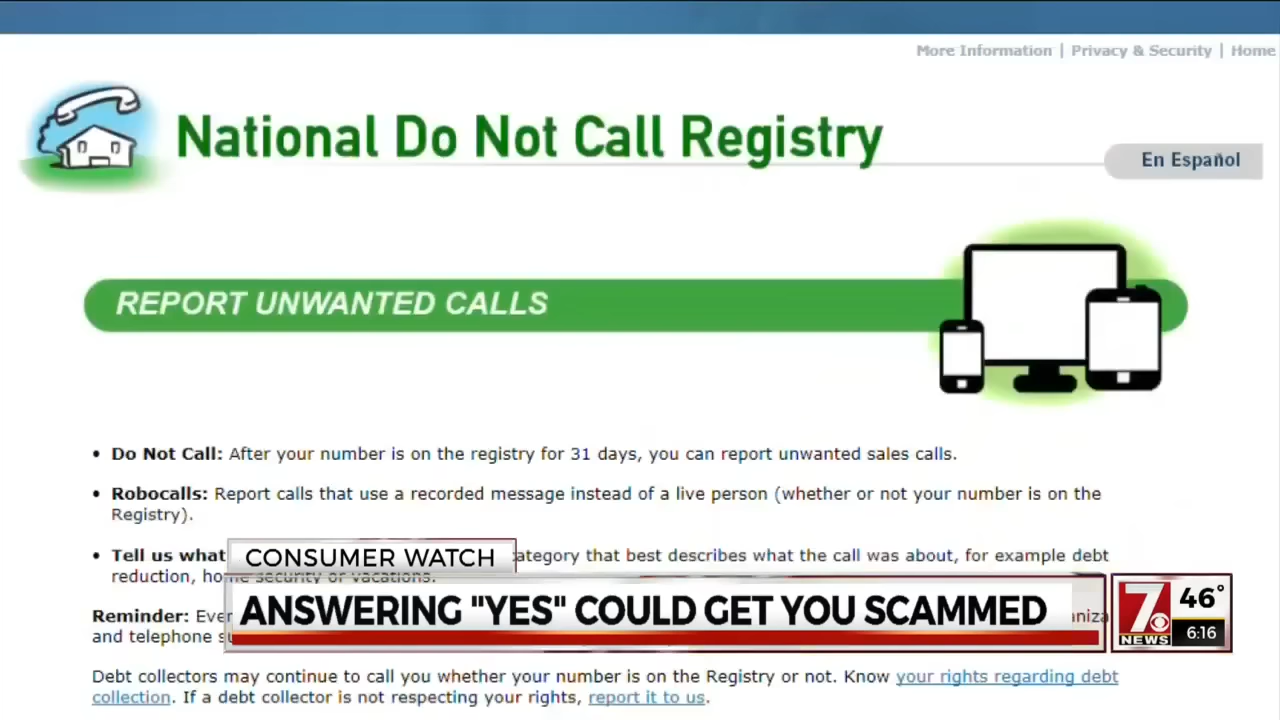 More Information | Privacy & Security | Home
National Do Not Call Registry
En Español
REPORT UNWANTED CALLS
• Do Not Call: After your number is on the registry for 31 days, you can report unwanted sales calls.
• Robocalls: Report calls that use a recorded message instead of a live person (whether or not your number is on the
Registry).
• Tell us what ategory that best describes what the call was about, for example debt
reduction, home security or vacations.
CONSUMER WATCH
Reminder:
ANSWERING "YES" COULD GET YOU SCAMMED
and telephone
7
NEWS
46°
6:16
Debt collectors may continue to call you whether your number is on the Registry or not. Know your rights regarding debt
collection. If a debt collector is not respecting your rights, report it to us.